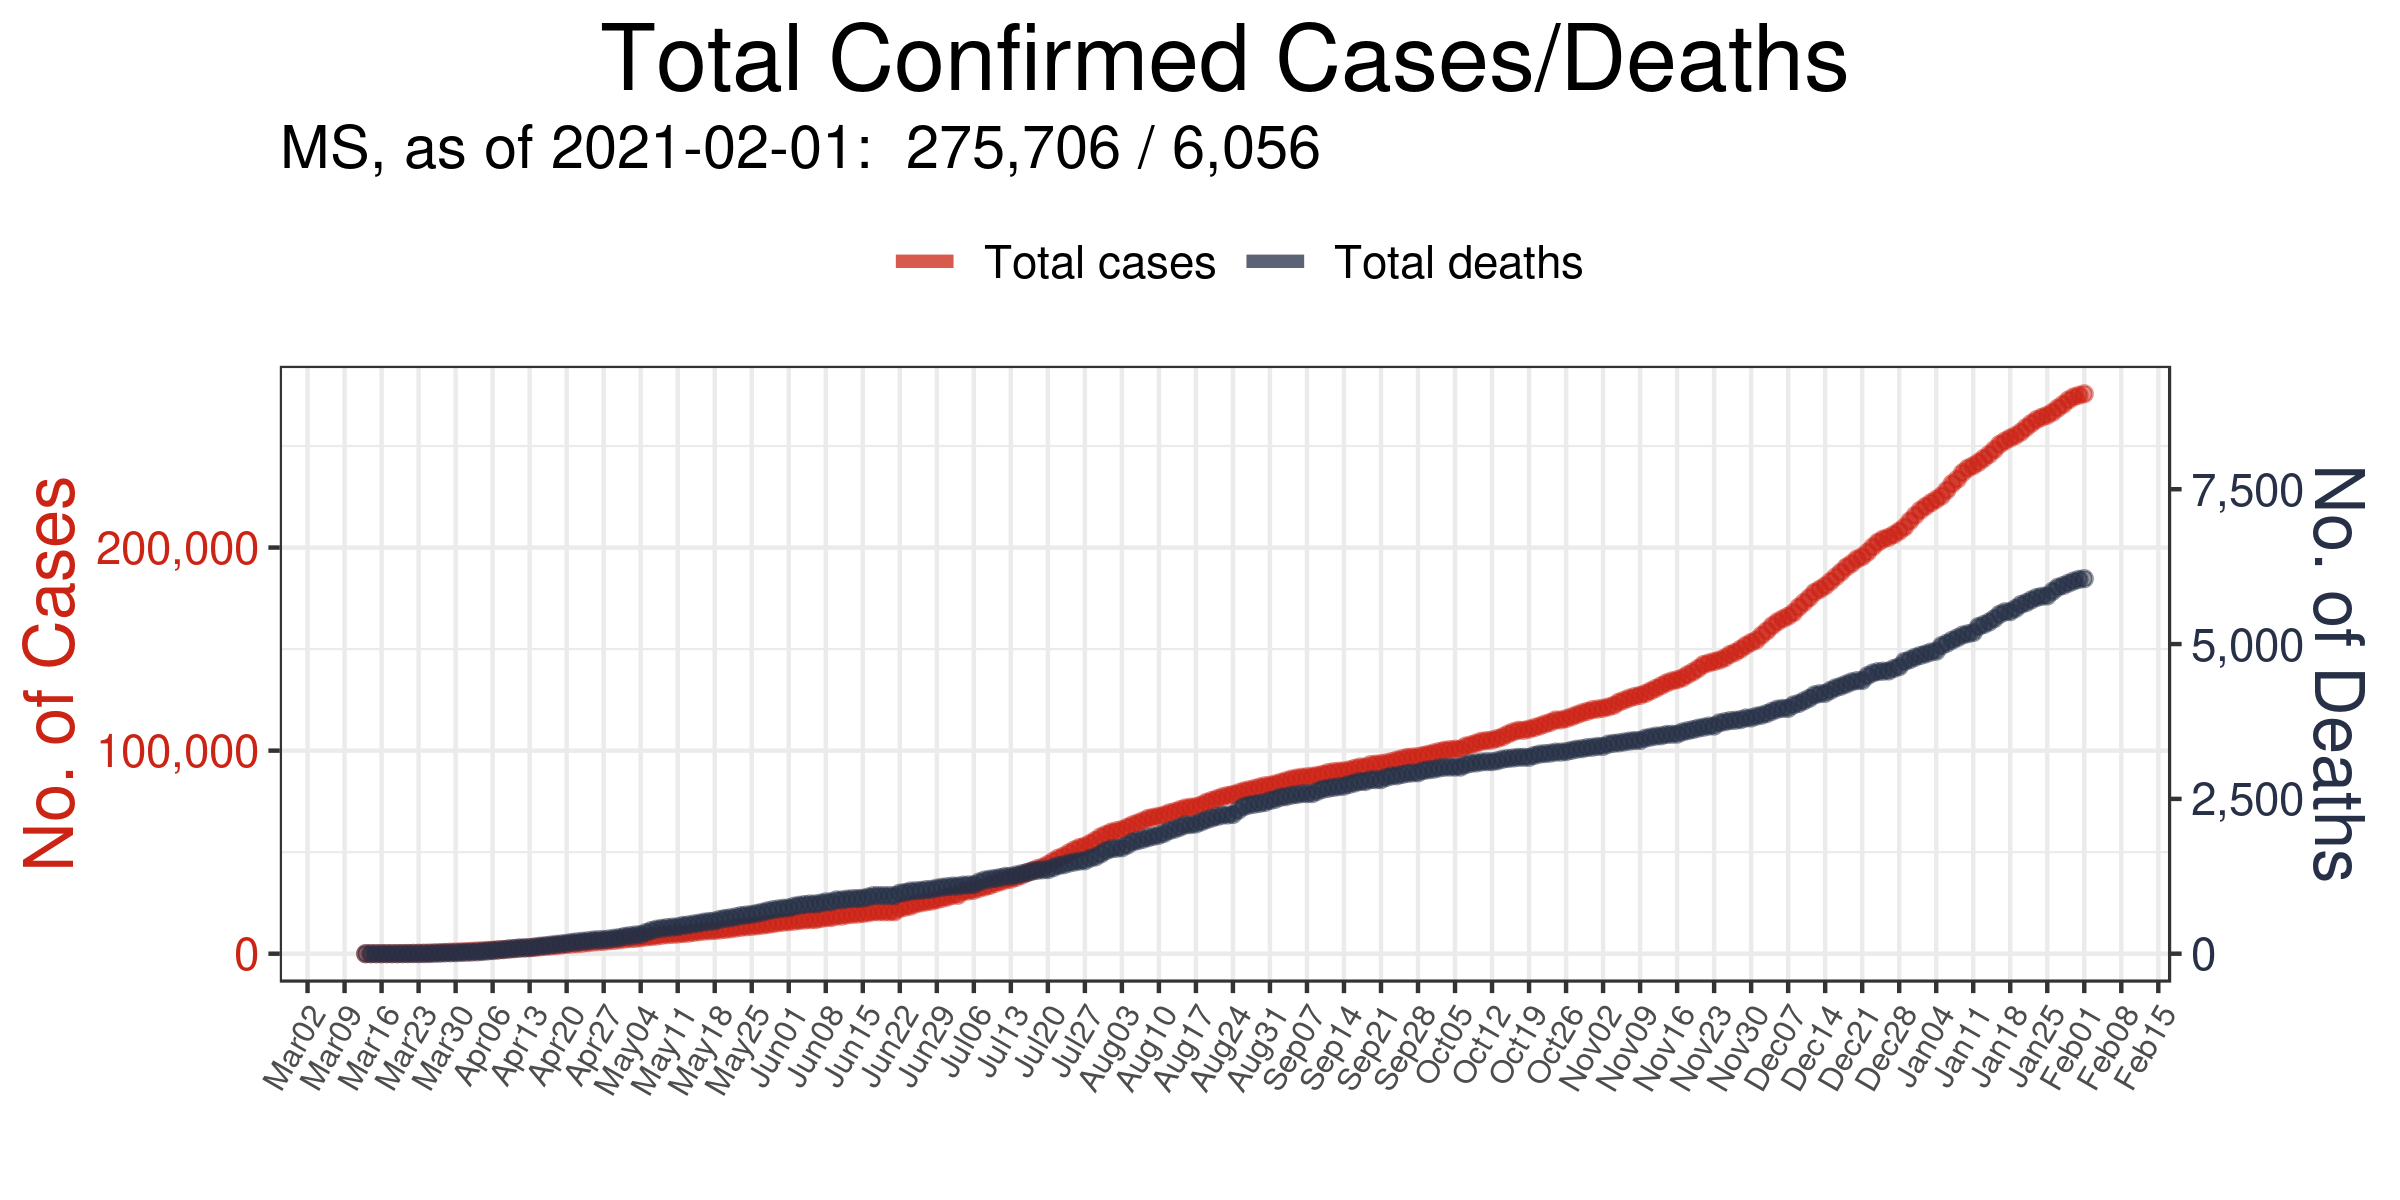 Total Confirmed Cases/Deaths
MS, as of 2021-02-01:  275,706 / 6,056
Total cases
Total deaths
No. of Cases
200,000
100,000
0
7,500
5,000
2,500
0
No. of Deaths
Mar02
Mar09
Mar16
Mar23
Mar30
Apr06
Apr13
Apr20
Apr27
May04
May11
May18
May25
Jun01
Jun08
Jun15
Jun22
Jun29
Jul06
Jul13
Jul20
Jul27
Aug03
Aug10
Aug17
Aug24
Aug31
Sep07
Sep14
Sep21
Sep28
Oct05
Oct12
Oct19
Oct26
Nov02
Nov09
Nov16
Nov23
Nov30
Dec07
Dec14
Dec21
Dec28
Jan04
Jan11
Jan18
Jan25
Feb01
Feb08
Feb15